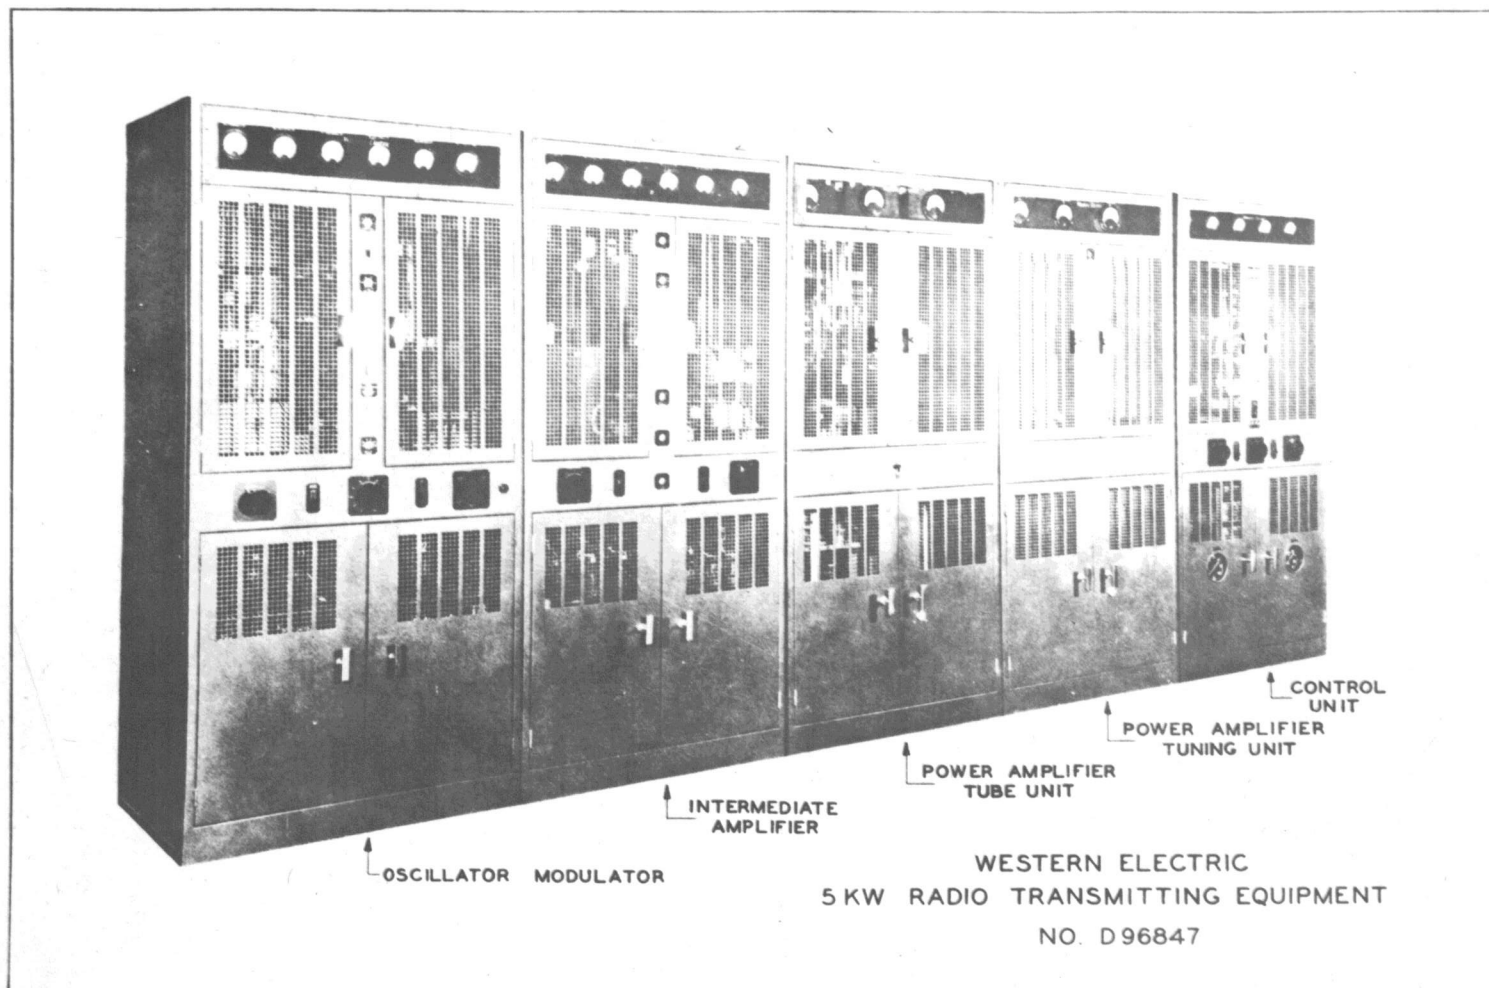 CONTROL
UNIT
POWER AMPLIFIER
TUNING UNIT
POWER AMPLIFIER
TUBE UNIT
INTERMEDIATE
AMPLIFIER
OSCILLATOR MODULATOR
WESTERN ELECTRIC
5 KW RADIO TRANSMITTING EQUIPMENT
NO. D96847